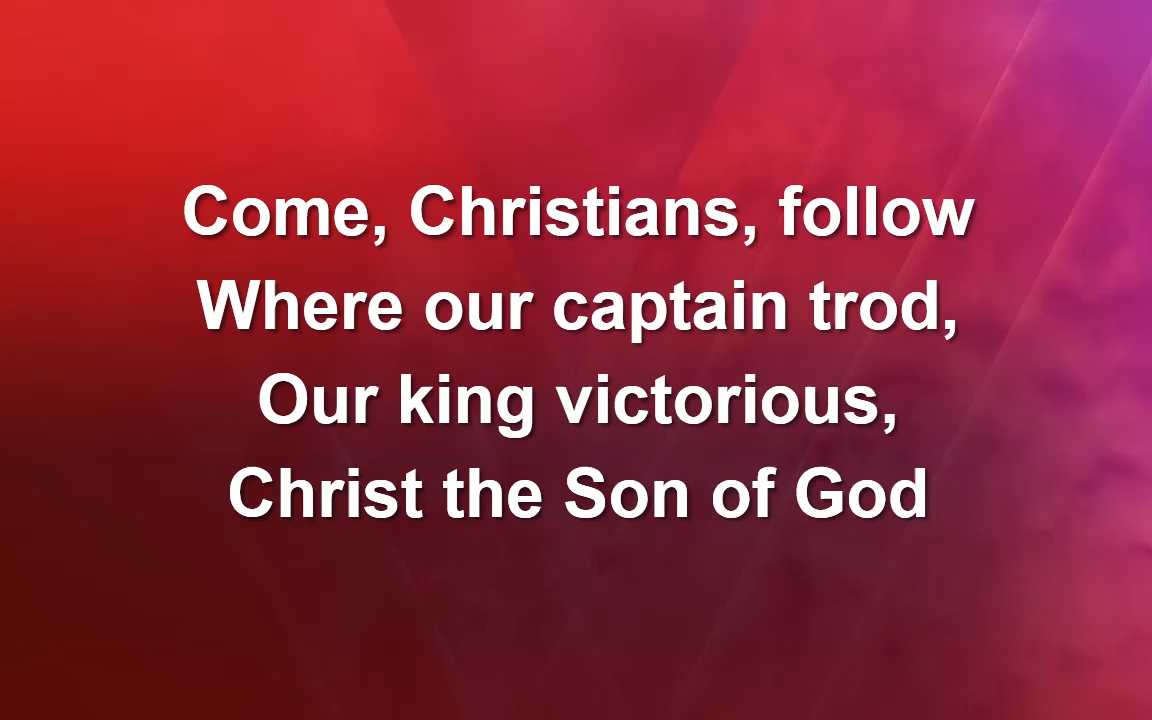 Come, Christians, follow
Where our captain trod,
Our king victorious,
Christ the Son of God